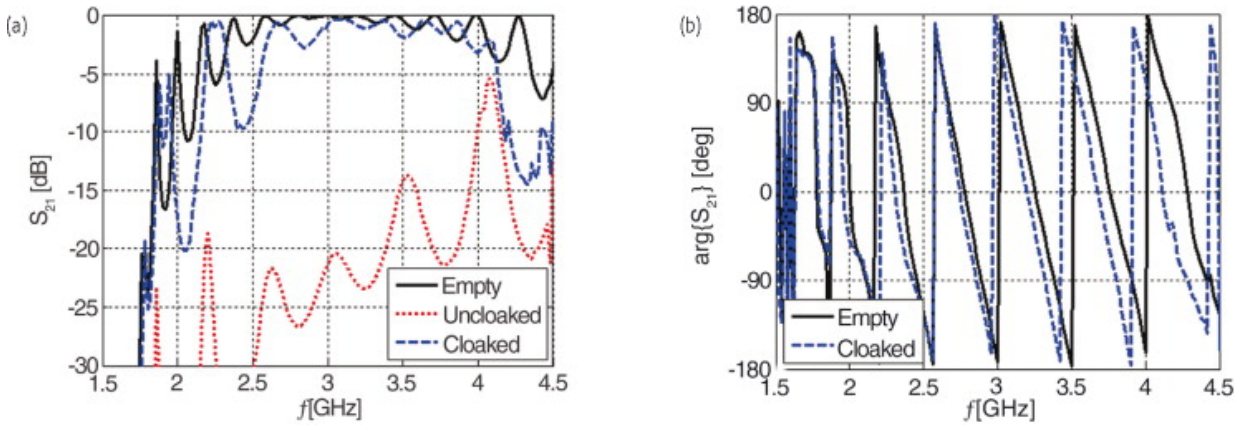 (a)
0
-5
-10
-15
-20
-25
-30
S21 [dB]
Empty
Uncloaked
Cloaked
1.5 2 2.5 3 3.5 4 4.5
f[GHz]
(b)
180
90
0
-90
-180
arg{S21} [deg]
Empty
Cloaked
1.5 2 2.5 3 3.5 4 4.5
f[GHz]